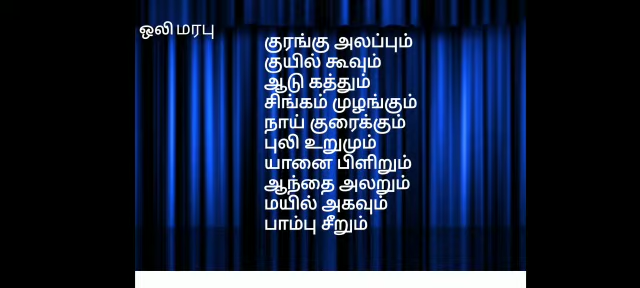 ஒலி மரபு
குரங்கு அலப்பும்
குயில் கூவும்
ஆடு கத்தும்
சிங்கம் முழங்கும்
நாய் குரைக்கும்
புலி உறுமும்
யானை பிளிறும்
ஆந்தை அலறும்
மயில் அகவும்
பாம்பு சீறும்